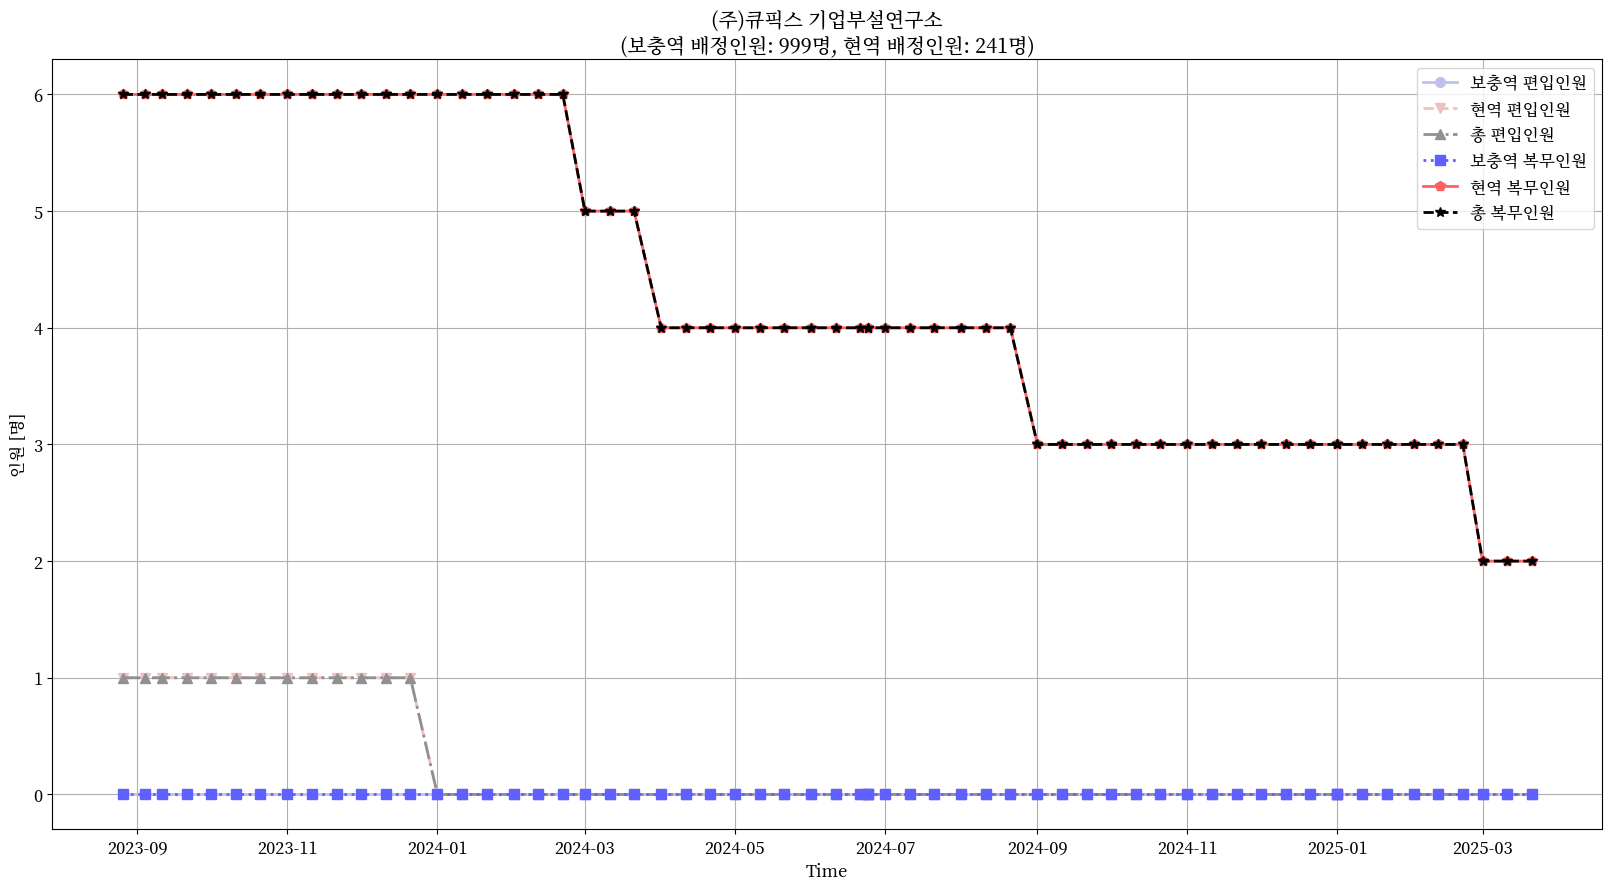 (주)큐픽스 기업부설연구소
(보충역 배정인원: 999명, 현역 배정인원: 241명)
보충역 편입인원
현역 편입인원
총 편입인원
보충역 복무인원
현역 복무인원
총 복무인원
인원 [명]
6
5
4
3
2
1
0
2023-09
2023-11
2024-01
2024-03
2024-05
2024-07
2024-09
2024-11
2025-01
2025-03
Time